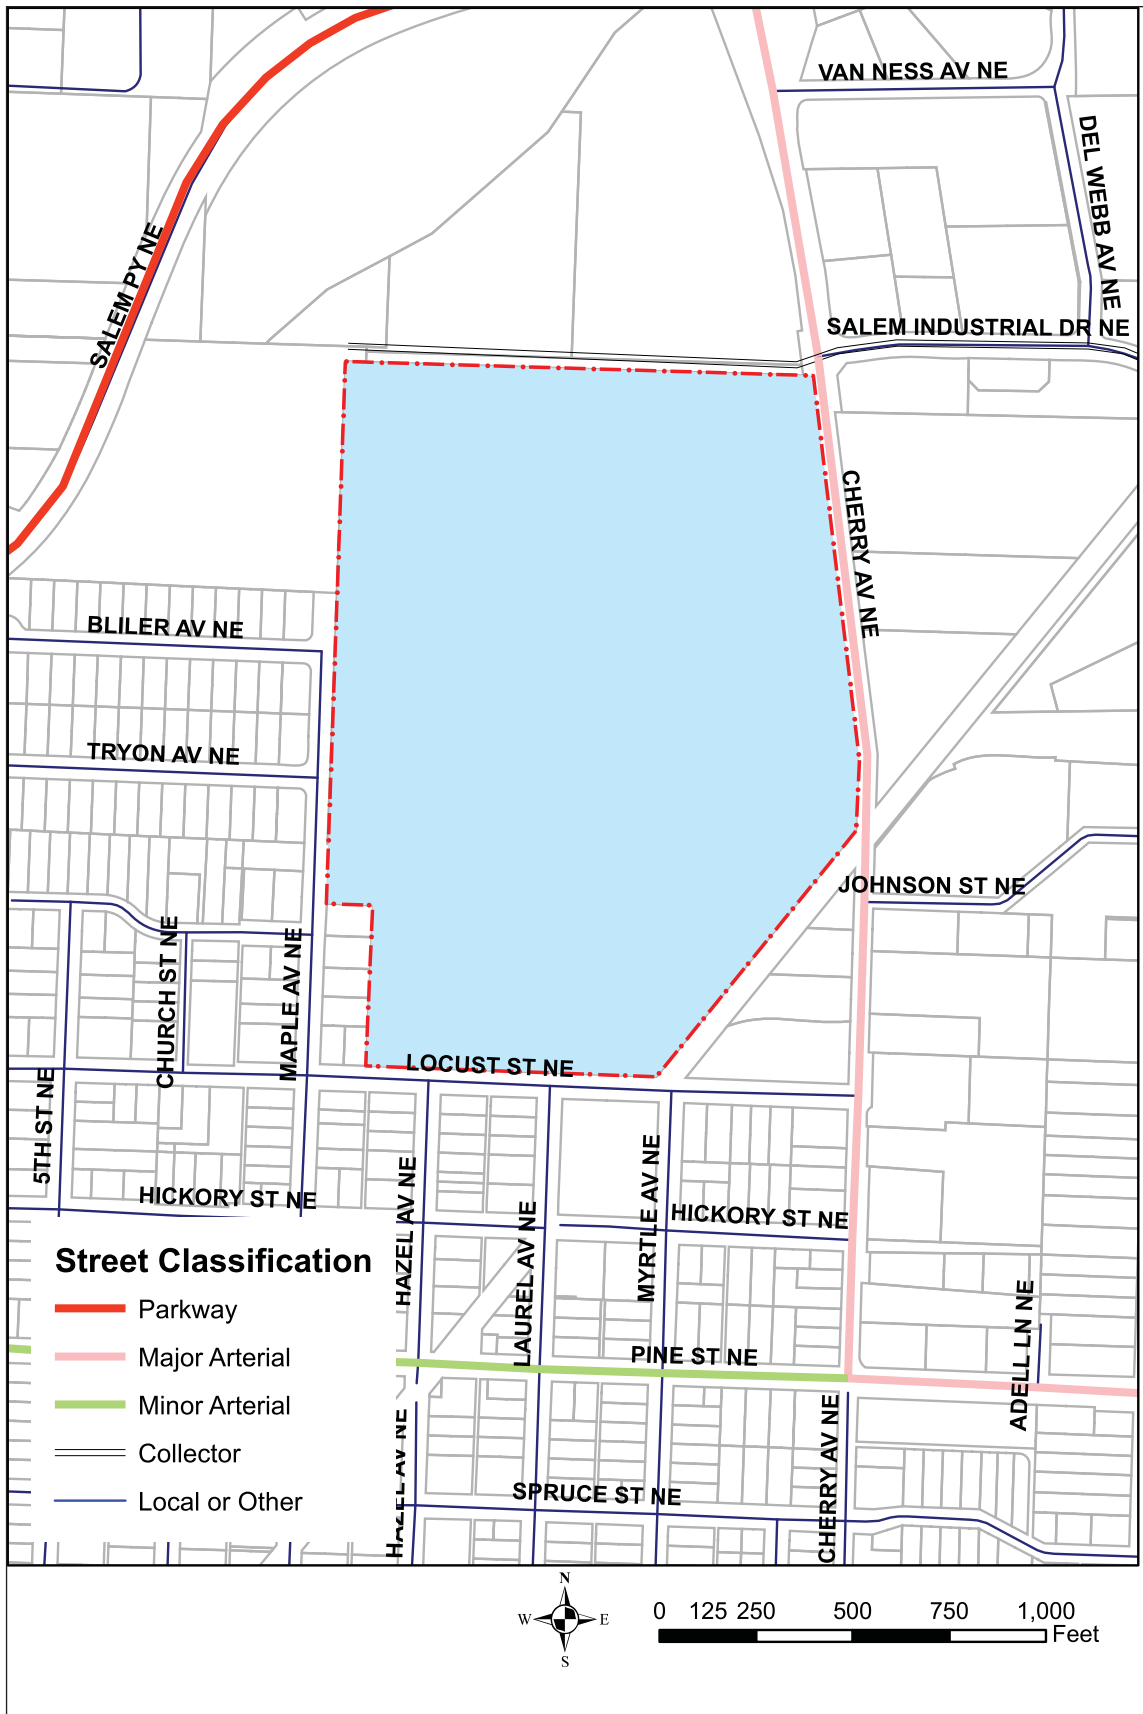 VAN NESS AV NE
DEL WEBB AV NE
SALEM PY NE
SALEM INDUSTRIAL DR NE
CHERRY AV NE
BLILER AV NE
TRYON AV NE
JOHNSON ST NE
CHURCH ST NE
MAPLE AV NE
LOCUST ST NE
5TH ST NE
HICKORY ST NE
HAZEL AV NE
LAUREL AV NE
MYRTLE AV NE
HICKORY ST NE
PINE ST NE
ADELL LN NE
HAZEL AV NE
CHERRY AV NE
SPRUCE ST NE
Street Classification
Parkway
Major Arterial
Minor Arterial
Collector
Local or Other
N
W E
S
0 125 250 500 750 1,000
Feet